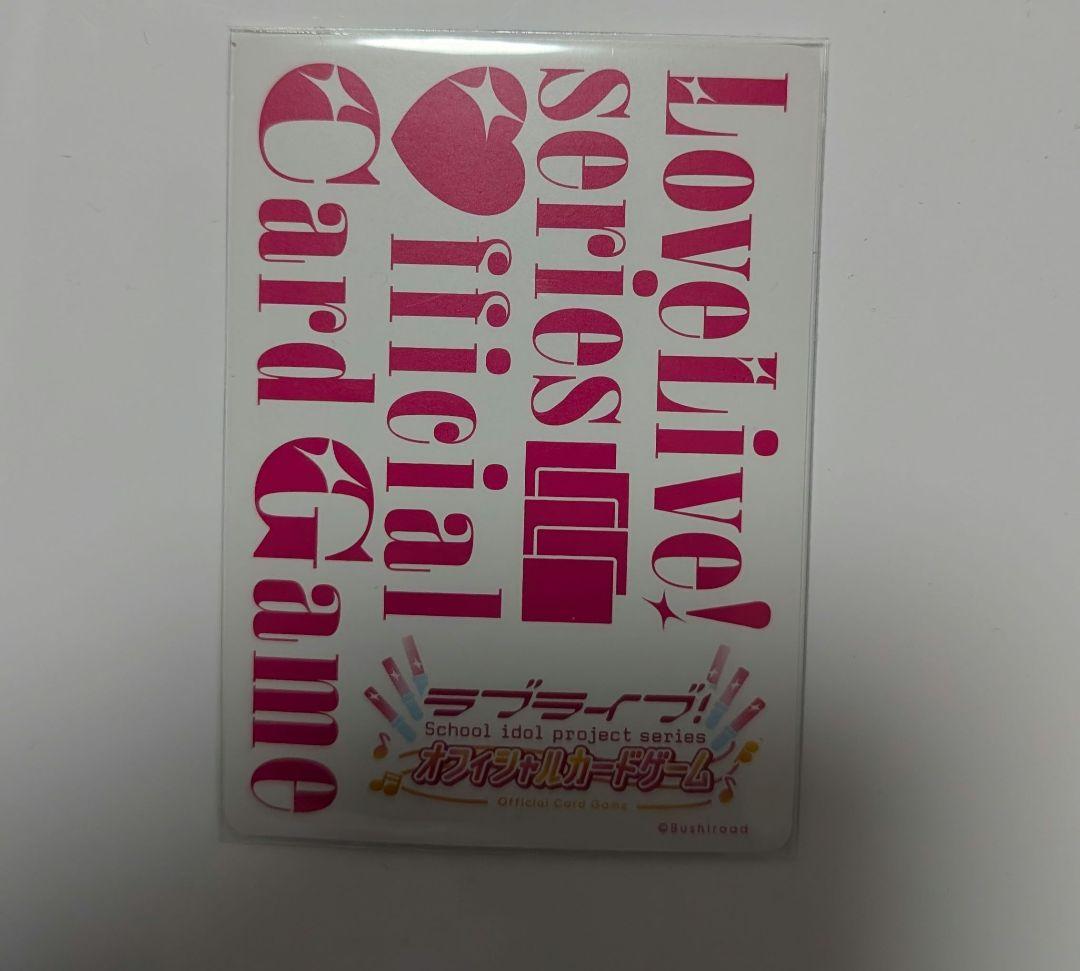 LoveLive!
series
♥fficial
Card Game
ラブライブ!
School idol project series
オフィシャルカードゲーム
Official Card Game
©Bushiroad